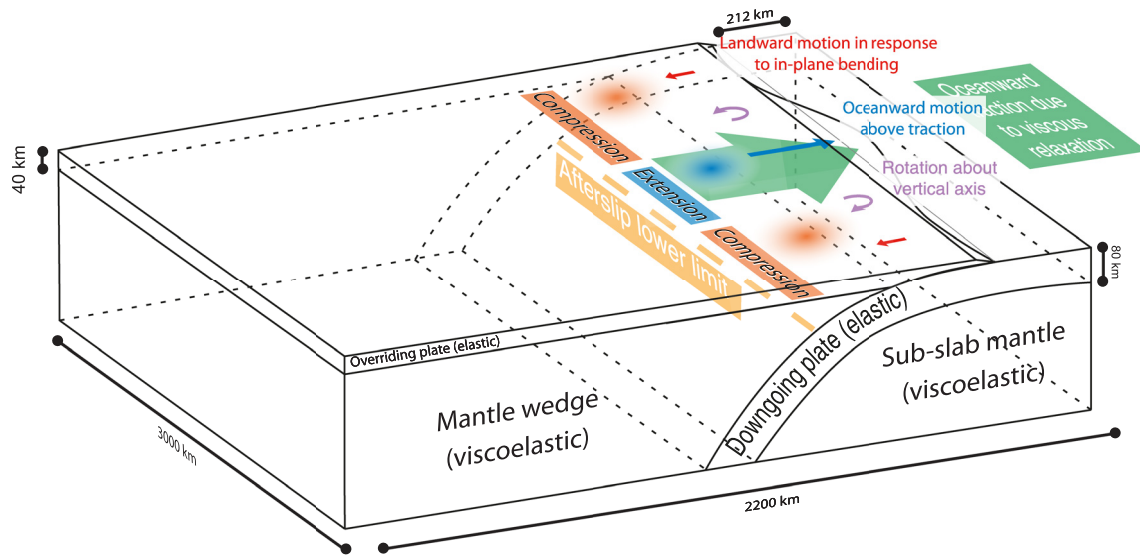 212 km
Landward motion in response
to in-plane bending
Oceanward motion
above traction
Oceanward
traction due
to viscous
relaxation
Rotation about
vertical axis
Compression
Extension
Compression
Afterslip lower limit
40 km
80 km
Overriding plate (elastic)
Downgoing plate (elastic)
Sub-slab mantle
(viscoelastic)
Mantle wedge
(viscoelastic)
3000 km
2200 km